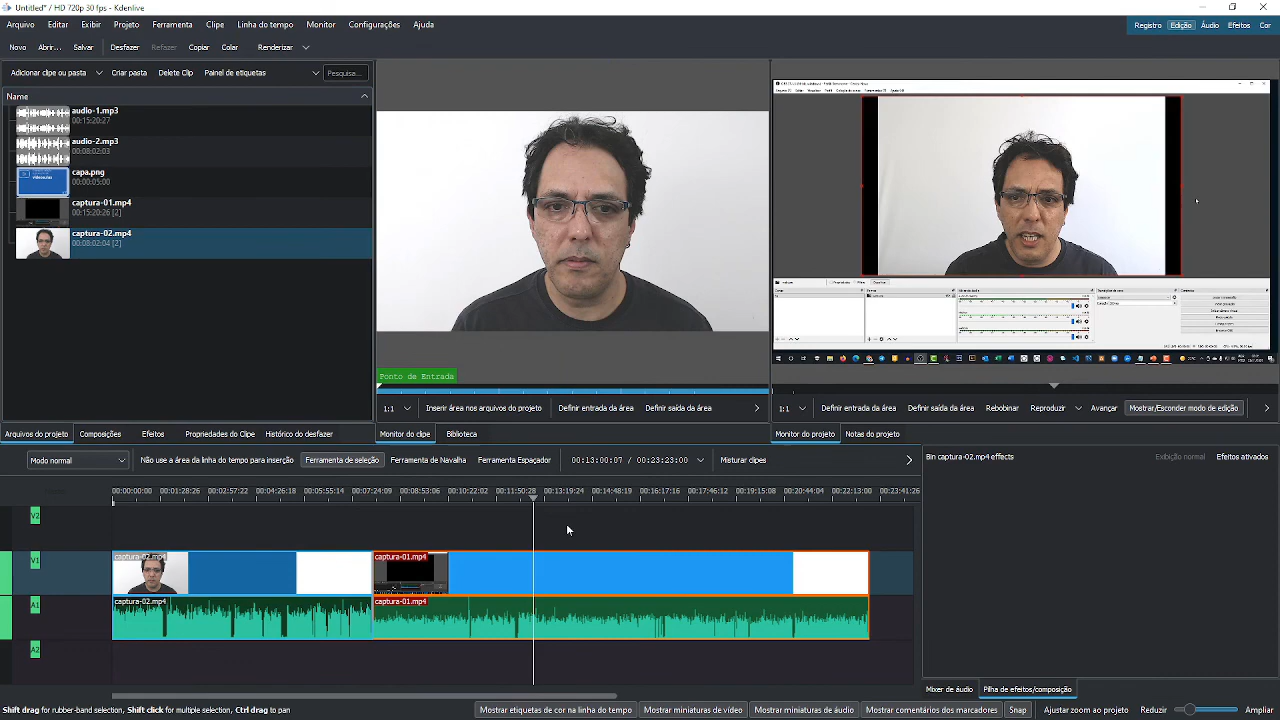 Untitled* / HD 720p 30 fps - Kdenlive
Arquivo Editar Exibir Projeto Ferramenta Clipe Linha do tempo Monitor Configurações Ajuda
Registro Edição Áudio Efeitos Cor
Novo Abrir... Salvar Desfazer Refazer Copiar Colar Renderizar
Adicionar clipe ou pasta Criar pasta Delete Clip Painel de etiquetas Pesquisa...
Name
audio-1.mp3
00:15:20:27
audio-2.mp3
00:08:02:03
capa.png
00:00:05:00
captura-01.mp4
00:15:20:26 [2]
captura-02.mp4
00:08:02:04 [2]
Ponto de Entrada
1:1 Inserir área nos arquivos do projeto Definir entrada da área Definir saída da área
1:1 Definir entrada da área Definir saída da área Rebobinar Reproduzir Avançar Mostrar/Esconder modo de edição
Arquivos do projeto Composições Efeitos Propriedades do Clipe Histórico do desfazer
Monitor do clipe Biblioteca
Monitor do projeto Notas do projeto
Modo normal Não use a área da linha do tempo para inserção Ferramenta de seleção Ferramenta de Navalha Ferramenta Espaçador 00:13:00:07 / 00:23:23:00 Misturar clipes
Bin captura-02.mp4 effects Exibição normal Efeitos ativados
00:00:00:00 00:01:28:26 00:02:57:22 00:04:26:18 00:05:55:14 00:07:24:09 00:08:53:06 00:10:22:02 00:11:50:28 00:13:19:24 00:14:48:19 00:16:17:16 00:17:46:12 00:19:15:08 00:20:44:04 00:22:13:00 00:23:41:26
V2
V1
captura-02.mp4 captura-01.mp4
A1
captura-02.mp4 captura-01.mp4
A2
Mixer de áudio Pilha de efeitos/composição
Shift drag for rubber-band selection, Shift click for multiple selection, Ctrl drag to pan
Mostrar etiquetas de cor na linha do tempo Mostrar miniaturas de vídeo Mostrar miniaturas de áudio Mostrar comentários dos marcadores Snap Ajustar zoom ao projeto Reduzir Ampliar